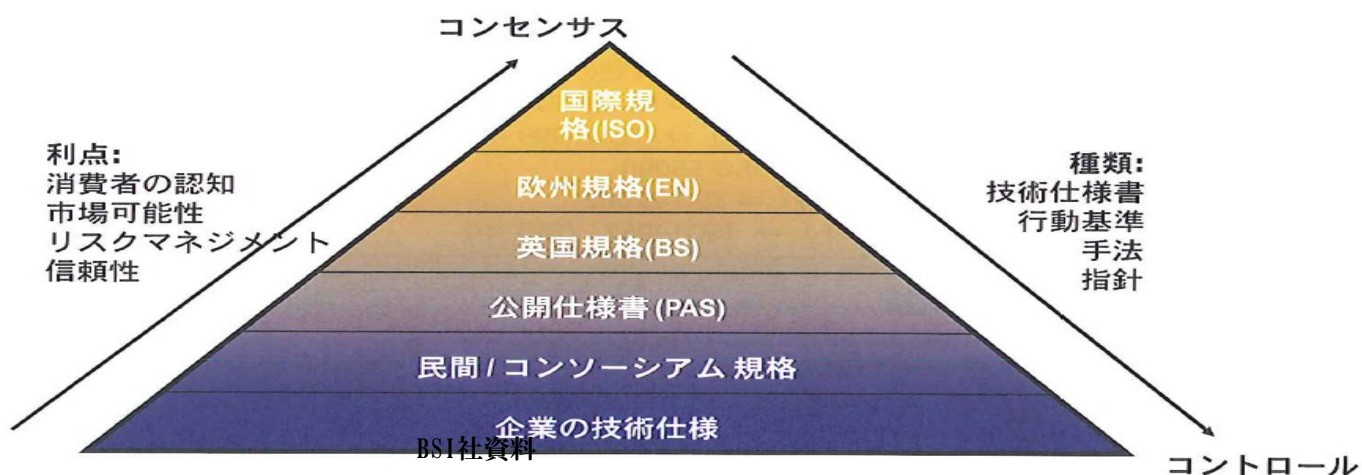 コンセンサス
国際規
格(ISO)
利点:
消費者の認知
市場可能性
リスクマネジメント
信頼性
種類:
技術仕様書
行動基準
手法
指針
欧州規格(EN)
英国規格(BS)
公開仕様書(PAS)
民間/コンソーシアム 規格
企業の技術仕様
BSI社資料
コントロール